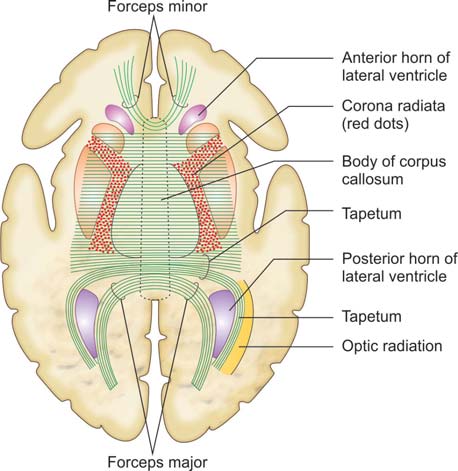 Forceps minor
Anterior horn of
lateral ventricle
Corona radiata
(red dots)
Body of corpus
callosum
Tapetum
Posterior horn of
lateral ventricle
Tapetum
Optic radiation
Forceps major